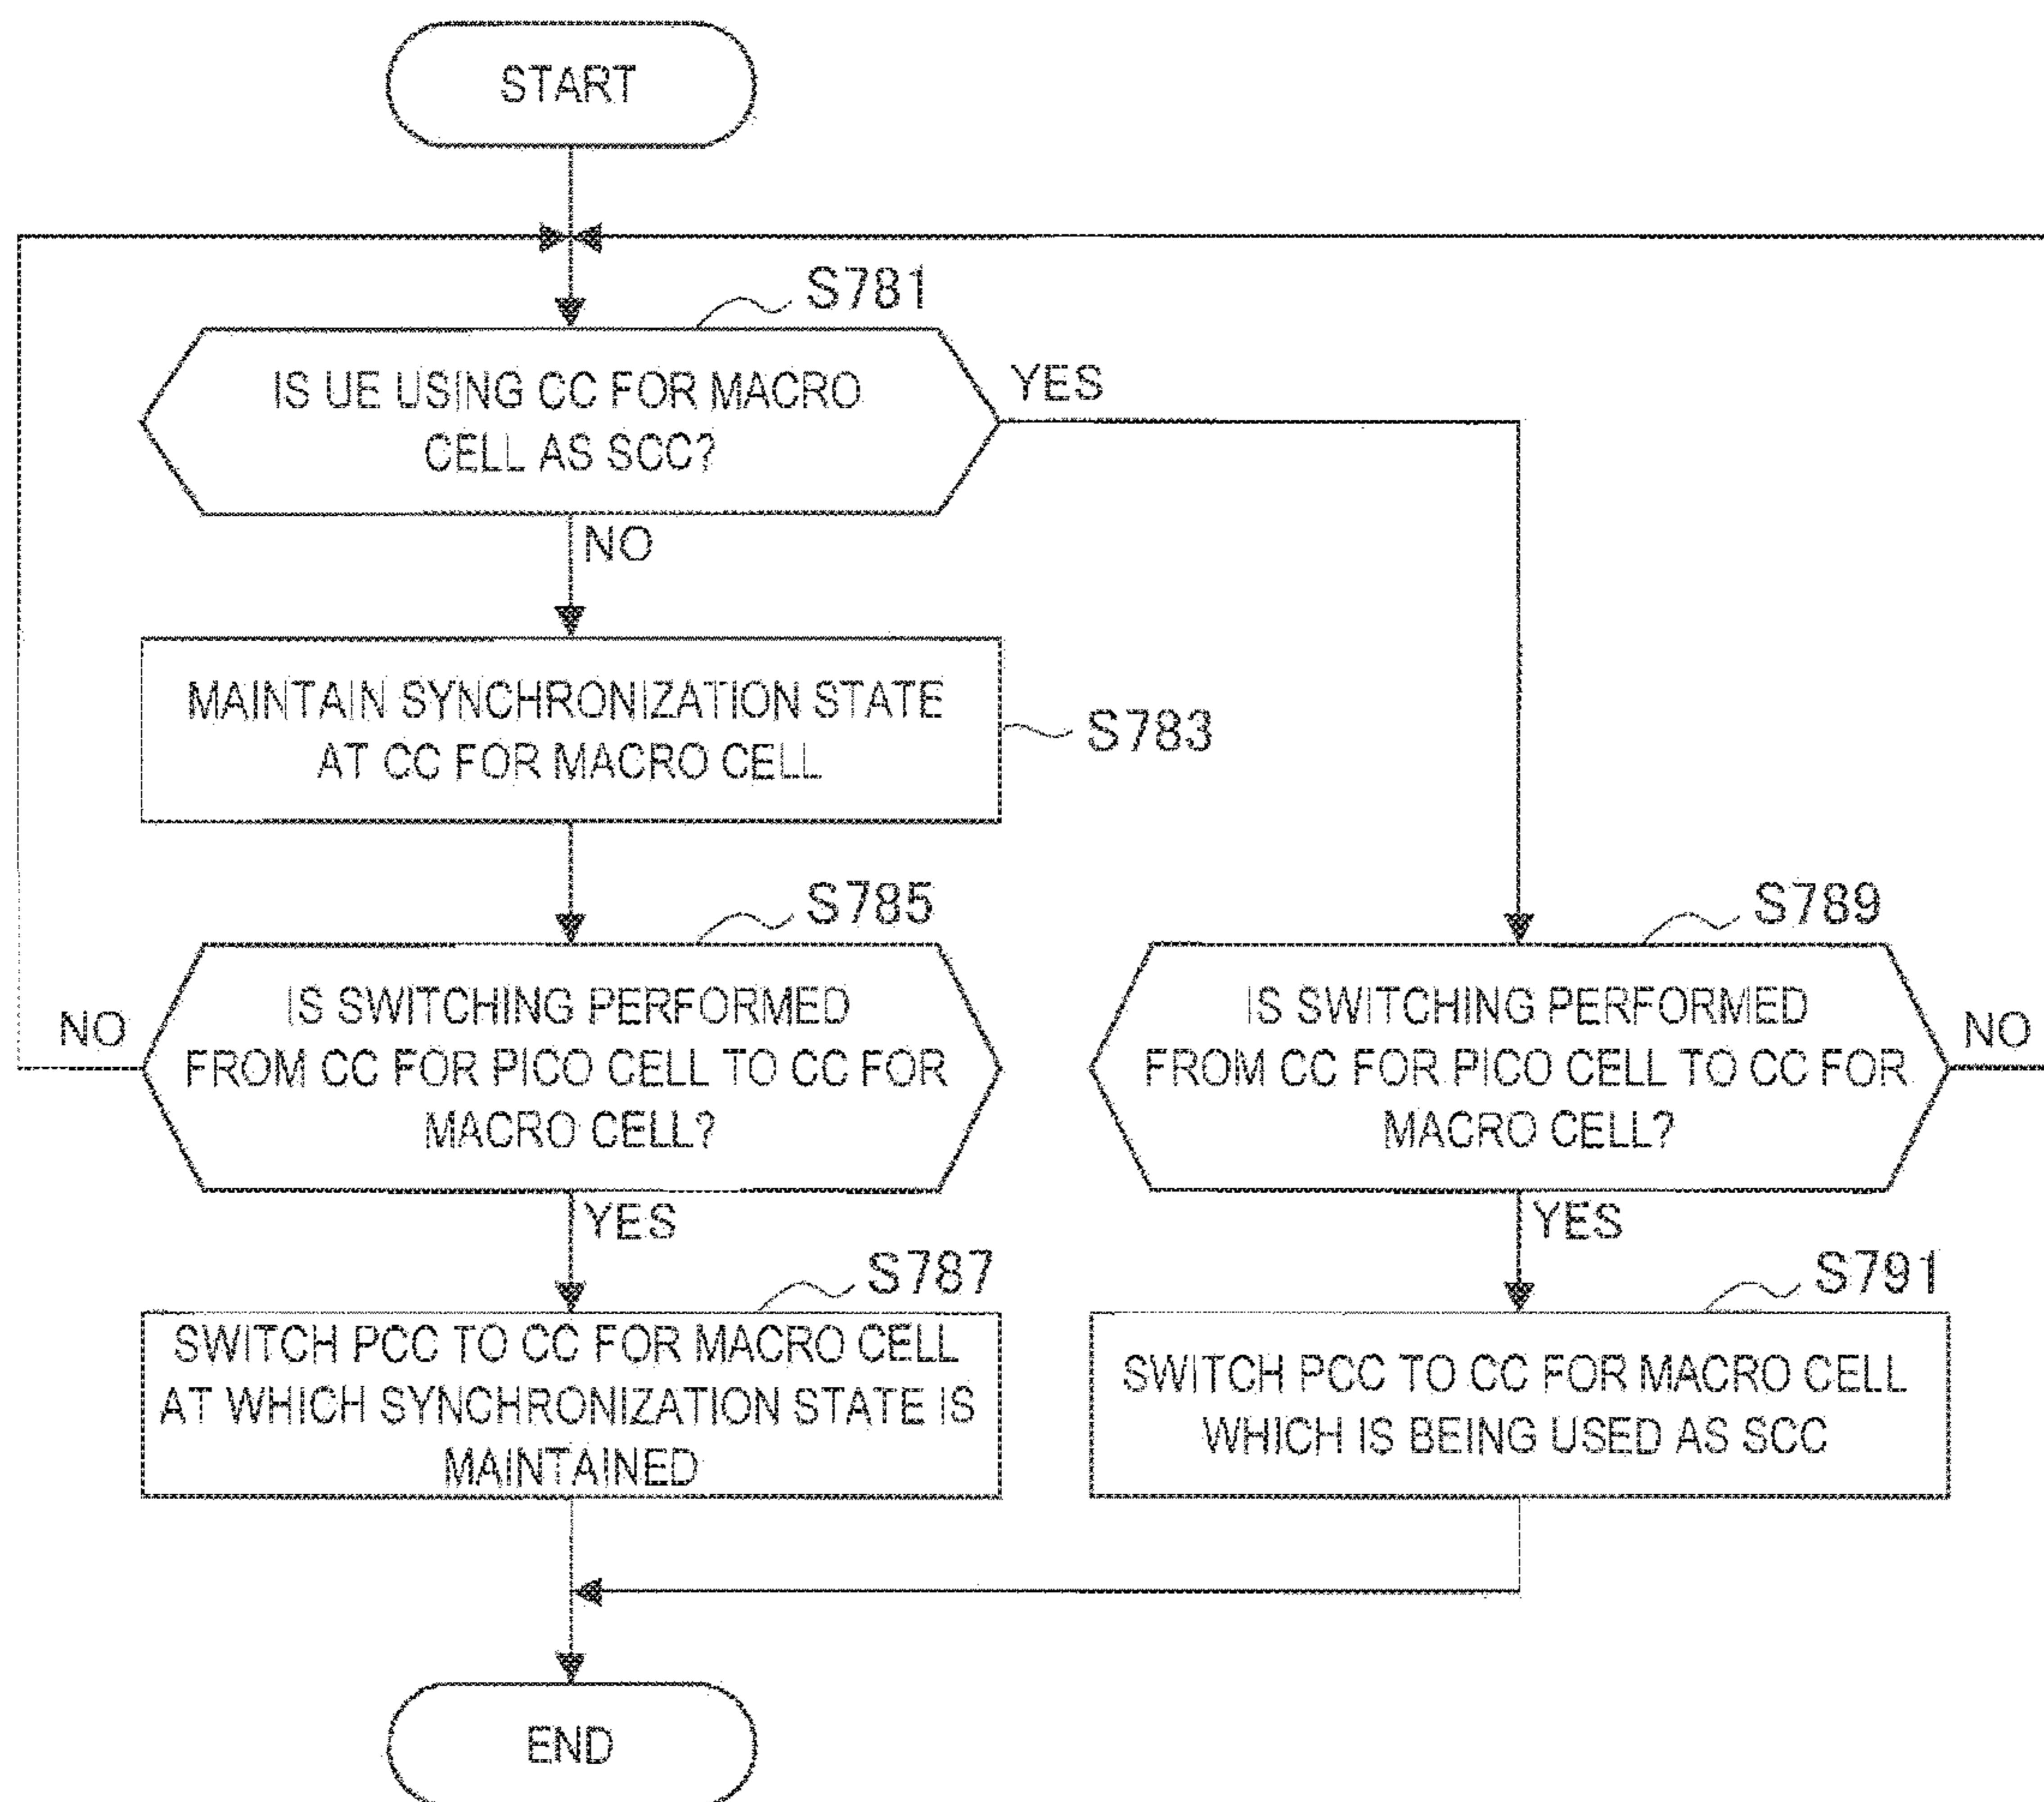 START
S781
IS UE USING CC FOR MACRO
CELL AS SCC?
YES
NO
MAINTAIN SYNCHRONIZATION STATE
AT CC FOR MACRO CELL
S783
S785
IS SWITCHING PERFORMED
FROM CC FOR PICO CELL TO CC FOR
MACRO CELL?
NO
YES
S789
IS SWITCHING PERFORMED
FROM CC FOR PICO CELL TO CC FOR
MACRO CELL?
NO
YES
S787
SWITCH PCC TO CC FOR MACRO CELL
AT WHICH SYNCHRONIZATION STATE IS
MAINTAINED
S791
SWITCH PCC TO CC FOR MACRO CELL
WHICH IS BEING USED AS SCC
END